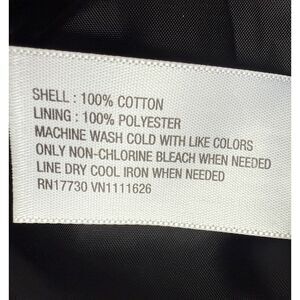 SHELL : 100% COTTON
LINING : 100% POLYESTER
MACHINE WASH COLD WITH LIKE COLORS
ONLY NON-CHLORINE BLEACH WHEN NEEDED
LINE DRY COOL IRON WHEN NEEDED
RN17730 VN1111626